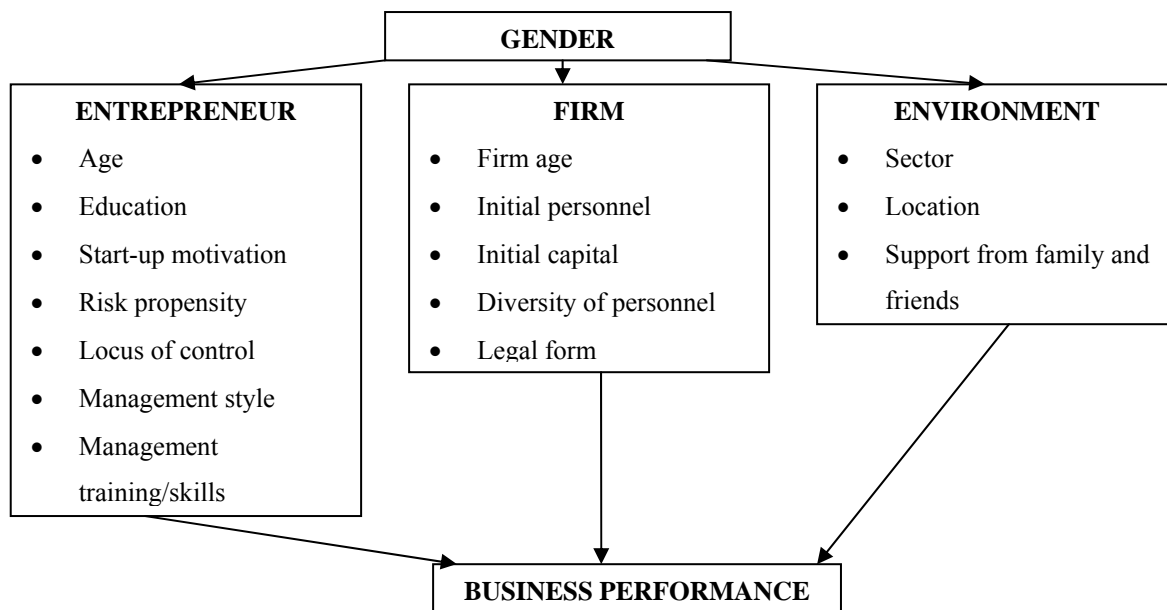 GENDER
ENTREPRENEUR
• Age
• Education
• Start-up motivation
• Risk propensity
• Locus of control
• Management style
• Management
training/skills
FIRM
• Firm age
• Initial personnel
• Initial capital
• Diversity of personnel
• Legal form
ENVIRONMENT
• Sector
• Location
• Support from family and
friends
BUSINESS PERFORMANCE